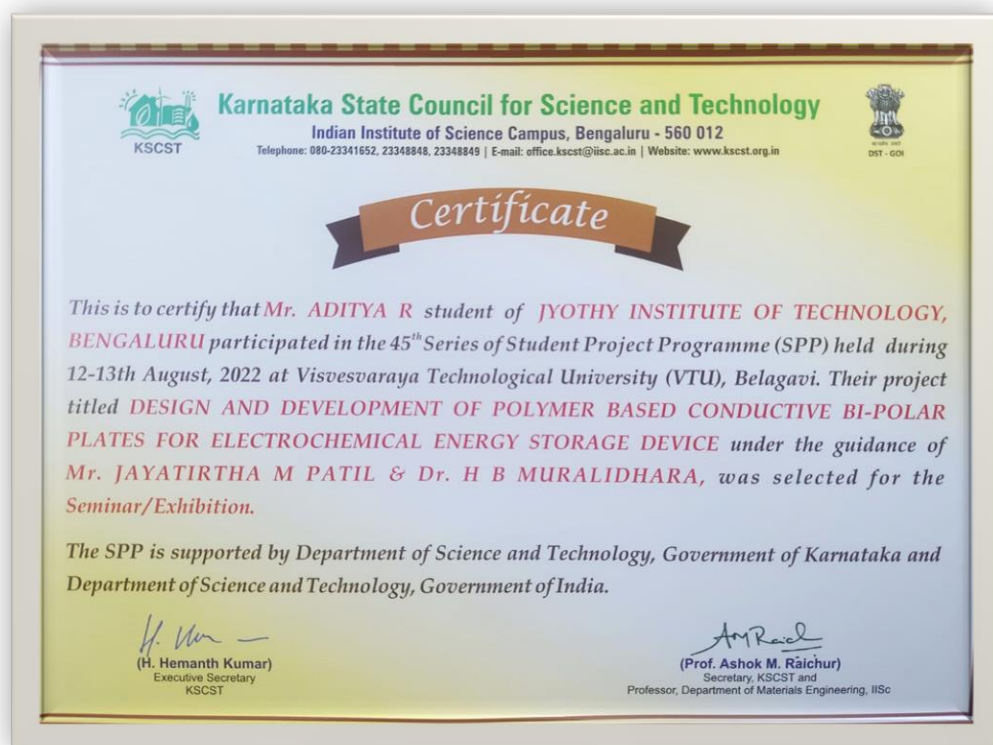 KSCST
Karnataka State Council for Science and Technology
Indian Institute of Science Campus, Bengaluru - 560 012
Telephone: 080-23341652, 23348848, 23348849 | E-mail: office.kscst@iisc.ac.in | Website: www.kscst.org.in
DST - GOI
Certificate
This is to certify that Mr. ADITYA R student of JYOTHY INSTITUTE OF TECHNOLOGY,
BENGALURU participated in the 45th Series of Student Project Programme (SPP) held during
12-13th August, 2022 at Visvesvaraya Technological University (VTU), Belagavi. Their project
titled DESIGN AND DEVELOPMENT OF POLYMER BASED CONDUCTIVE BI-POLAR
PLATES FOR ELECTROCHEMICAL ENERGY STORAGE DEVICE under the guidance of
Mr. JAYATIRTHA M PATIL & Dr. H B MURALIDHARA, was selected for the
Seminar/Exhibition.
The SPP is supported by Department of Science and Technology, Government of Karnataka and
Department of Science and Technology, Government of India.
(H. Hemanth Kumar)
Executive Secretary
KSCST
(Prof. Ashok M. Raichur)
Secretary, KSCST and
Professor, Department of Materials Engineering, IISc